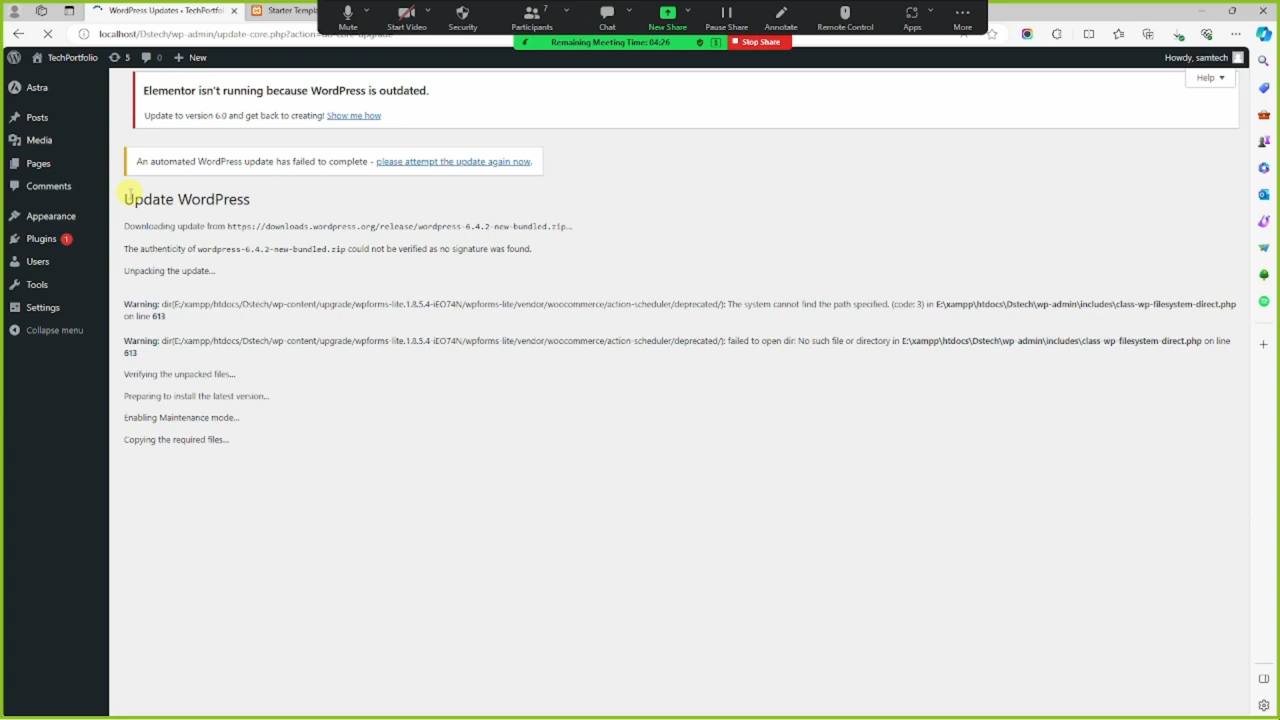 WordPress Updates ‹ TechPortfoli
Starter Templ
Mute
Start Video
Security
Participants
7
Chat
New Share
Pause Share
Annotate
Remote Control
Apps
More
localhost/Dstech/wp-admin/update-core.php?action=do-core-upgrade
Remaining Meeting Time: 04:26
Stop Share
TechPortfolio
5
0
New
Howdy, samtech
Help
Astra
Posts
Media
Pages
Comments
Appearance
Plugins 1
Users
Tools
Settings
Collapse menu
Elementor isn't running because WordPress is outdated.
Update to version 6.0 and get back to creating! Show me how
An automated WordPress update has failed to complete - please attempt the update again now.
Update WordPress
Downloading update from https://downloads.wordpress.org/release/wordpress-6.4.2-new-bundled.zip…
The authenticity of wordpress-6.4.2-new-bundled.zip could not be verified as no signature was found.
Unpacking the update…
Warning: dir(E:/xampp/htdocs/Dstech/wp-content/upgrade/wpforms-lite.1.8.5.4-iEO74N/wpforms-lite/vendor/woocommerce/action-scheduler/deprecated/): The system cannot find the path specified. (code: 3) in E:\xampp\htdocs\Dstech\wp-admin\includes\class-wp-filesystem-direct.php
on line 613
Warning: dir(E:/xampp/htdocs/Dstech/wp-content/upgrade/wpforms-lite.1.8.5.4-iEO74N/wpforms-lite/vendor/woocommerce/action-scheduler/deprecated/): failed to open dir: No such file or directory in E:\xampp\htdocs\Dstech\wp-admin\includes\class-wp-filesystem-direct.php on line
613
Verifying the unpacked files…
Preparing to install the latest version…
Enabling Maintenance mode…
Copying the required files…